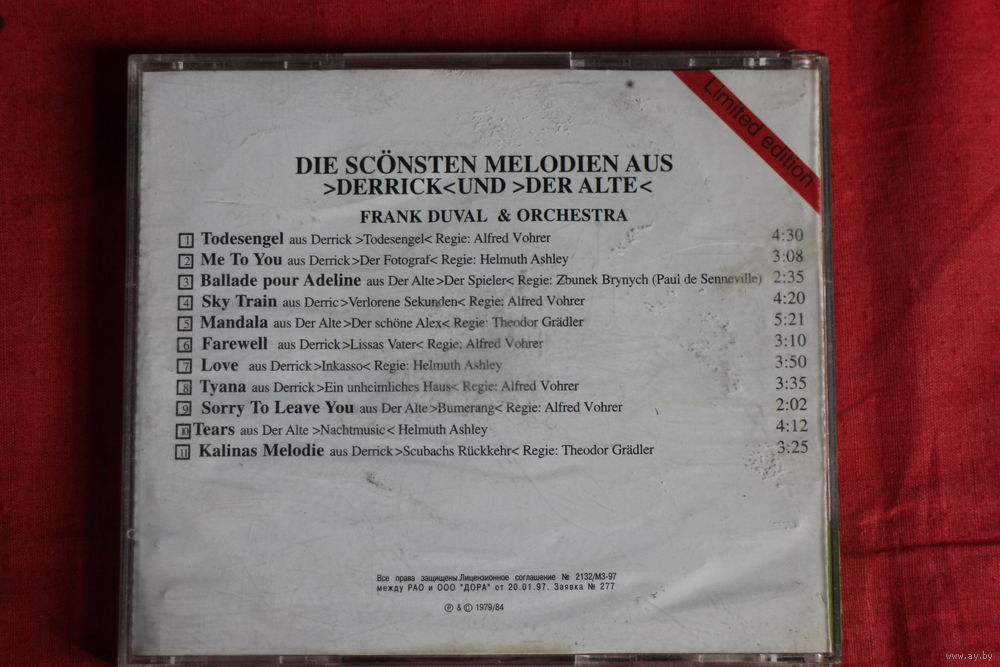 Limited edition
DIE SCÖNSTEN MELODIEN AUS
>DERRICK<UND >DER ALTE<
FRANK DUVAL & ORCHESTRA
1 Todesengel aus Derrick >Todesengel< Regie: Alfred Vohrer 4:30
2 Me To You aus Derrick >Der Fotograf< Regie: Helmuth Ashley 3:08
3 Ballade pour Adeline aus Der Alte >Der Spieler< Regie: Zbunek Brynych (Paui de Senneville) 2:35
4 Sky Train aus Derric >Verlorene Sekunden< Regie: Alfred Vohrer 4:20
5 Mandala aus Der Alte >Der schöne Alex< Regie: Theodor Grädler 5:21
6 Farewell aus Derrick >Lissas Vater< Regie: Alfred Vohrer 3:10
7 Love aus Derrick >Inkasso< Regie: Helmuth Ashley 3:50
8 Tyana aus Derrick >Ein unheimliches Haus< Regie: Alfred Vohrer 3:35
9 Sorry To Leave You aus Der Alte >Bumerang< Regie: Alfred Vohrer 2:02
10 Tears aus Der Alte >Nachtmusic< Helmuth Ashley 4:12
11 Kalinas Melodie aus Derrick >Scubachs Rückkehr< Regie: Theodor Grädler 3:25
Все права защищены.Лицензионное соглашение № 2132/МЗ-97
между РАО и ООО "ДОРА" от 20.01.97. Заявка № 277
℗ & © 1979/84
www.ay.by